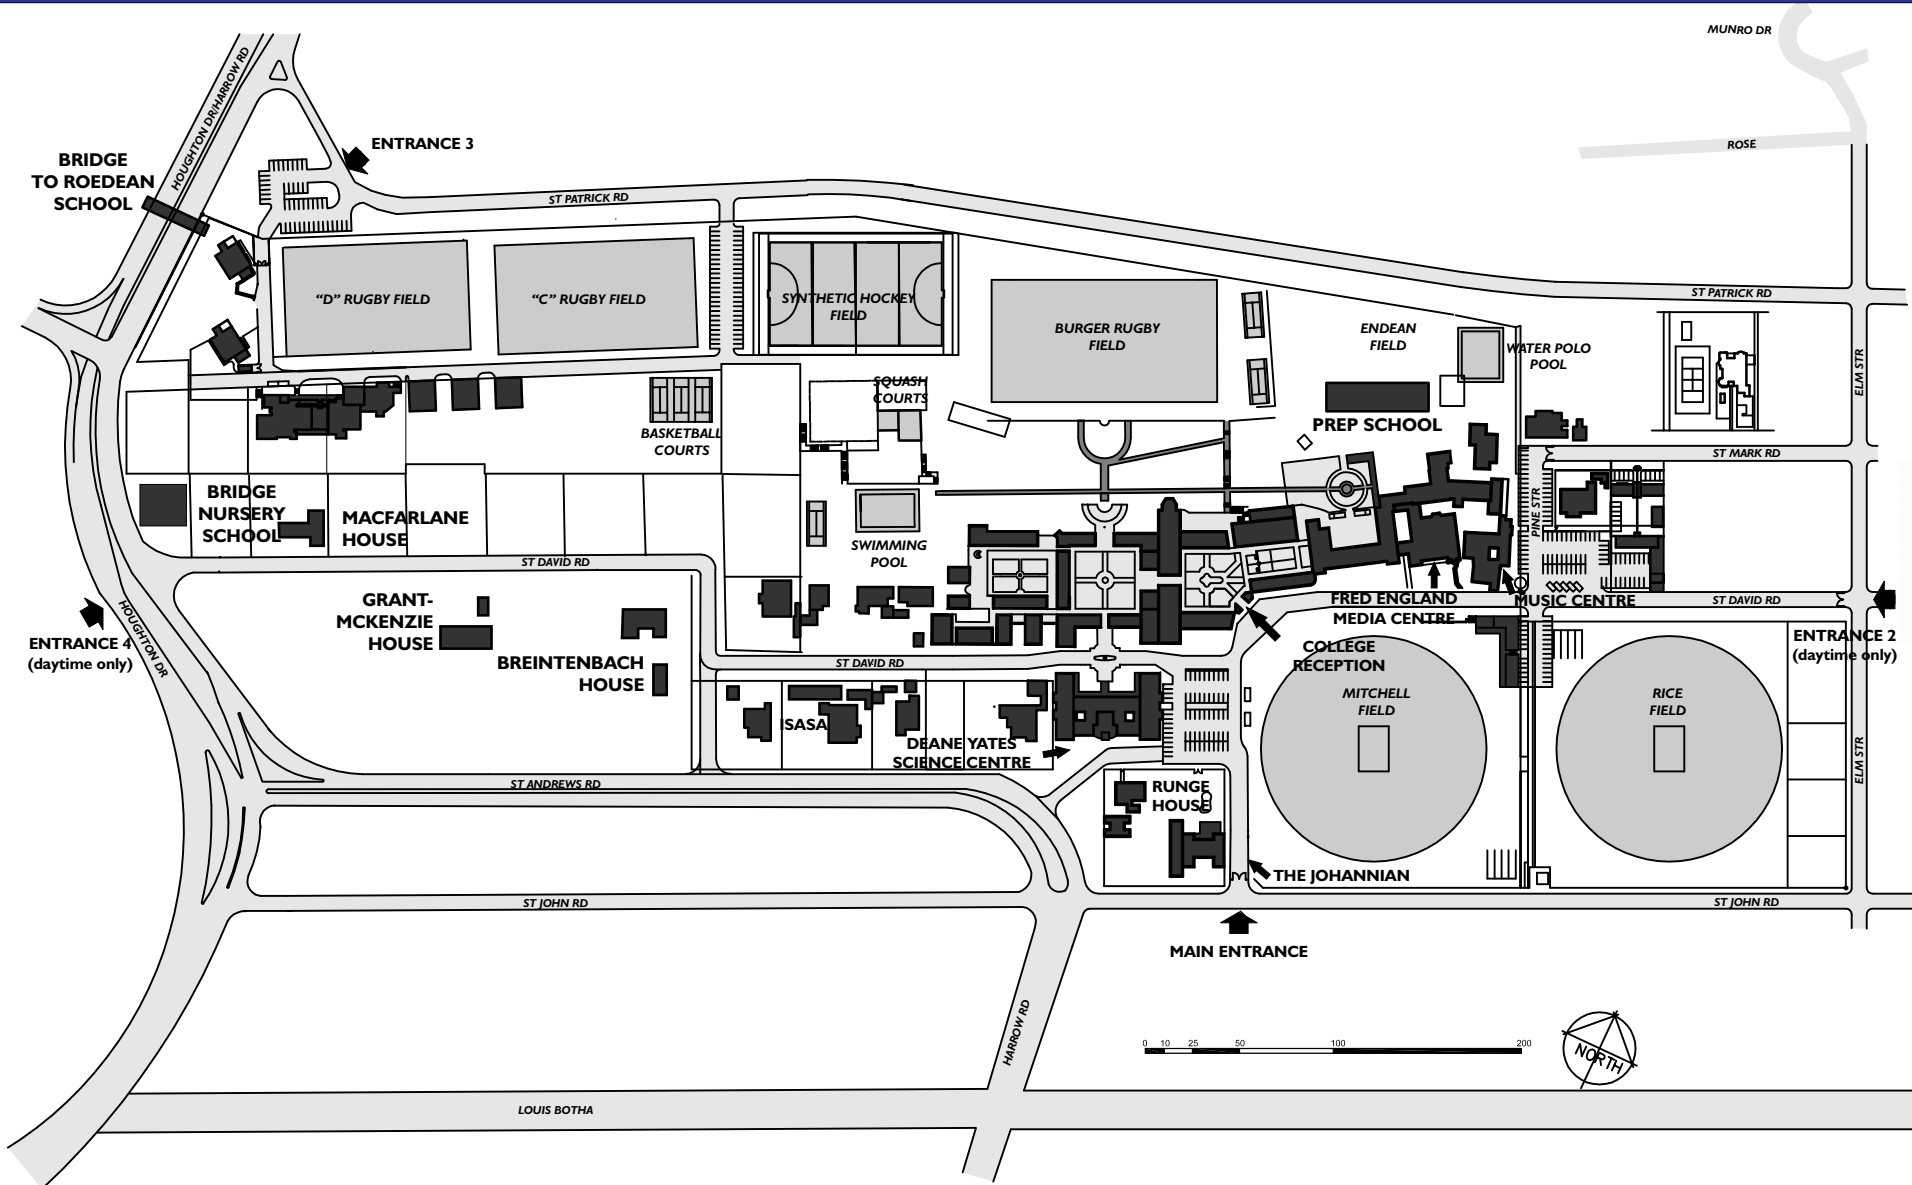 MUNRO DR
ROSE
HOUGHTON DR/HARROW RD
ENTRANCE 3
BRIDGE
TO ROEDEAN
SCHOOL
ST PATRICK RD
ST PATRICK RD
"D" RUGBY FIELD
"C" RUGBY FIELD
SYNTHETIC HOCKEY
FIELD
BURGER RUGBY
FIELD
ENDEAN
FIELD
WATER POLO
POOL
ELM STR
SQUASH
COURTS
BASKETBALL
COURTS
PREP SCHOOL
ST MARK RD
PINE STR
BRIDGE
NURSERY
SCHOOL
MACFARLANE
HOUSE
SWIMMING
POOL
ST DAVID RD
GRANT-
MCKENZIE
HOUSE
FRED ENGLAND
MEDIA CENTRE
MUSIC CENTRE
ST DAVID RD
HOUGHTON DR
ENTRANCE 4
(daytime only)
ENTRANCE 2
(daytime only)
BREINTENBACH
HOUSE
ST DAVID RD
COLLEGE
RECEPTION
MITCHELL
FIELD
RICE
FIELD
ISASA
DEANE YATES
SCIENCE CENTRE
ELM STR
ST ANDREWS RD
RUNGE
HOUSE
THE JOHANNIAN
ST JOHN RD
ST JOHN RD
MAIN ENTRANCE
HARROW RD
0 10 25 50 100 200
NORTH
LOUIS BOTHA